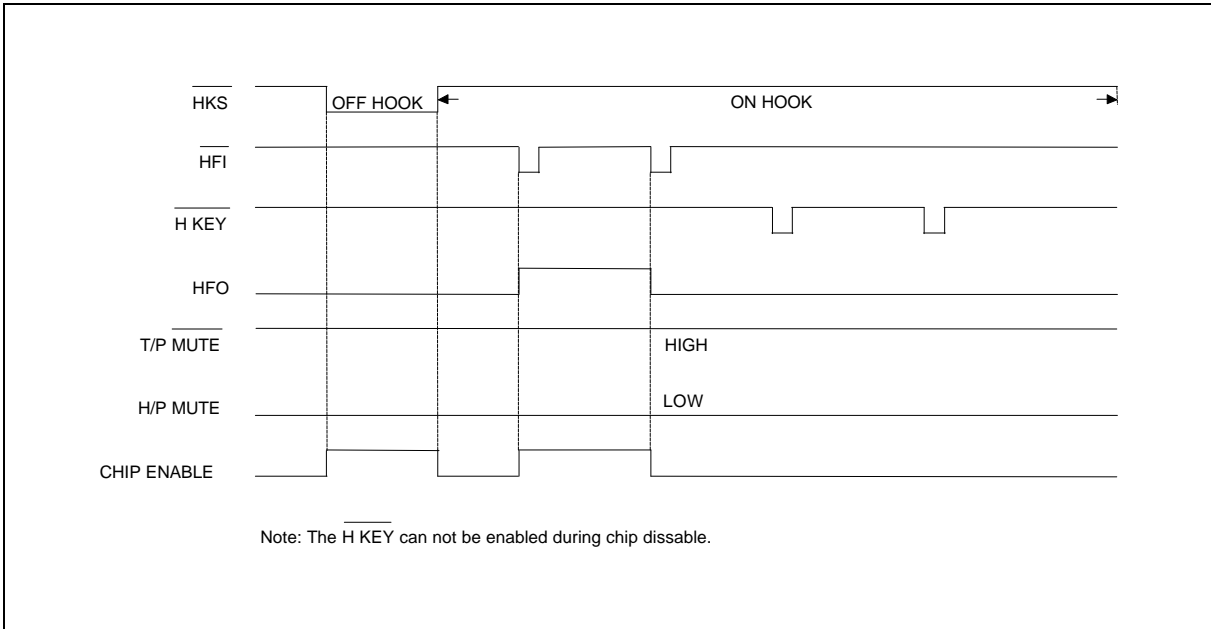 HKS OFF HOOK ON HOOK
HFI
H KEY
HFO
T/P MUTE HIGH
H/P MUTE LOW
CHIP ENABLE
Note: The H KEY can not be enabled during chip dissable.